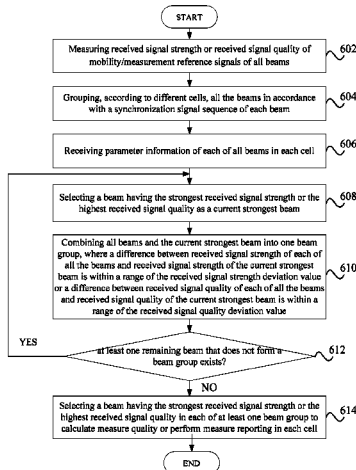 START
Measuring received signal strength or received signal quality of
mobility/measurement reference signals of all beams
602
Grouping, according to different cells, all the beams in accordance
with a synchronization signal sequence of each beam
604
Receiving parameter information of each of all beams in each cell
606
Selecting a beam having the strongest received signal strength or the
highest received signal quality as a current strongest beam
608
Combining all beams and the current strongest beam into one beam
group, where a difference between received signal strength of each of
all the beams and received signal strength of the current strongest
beam is within a range of the received signal strength deviation value
or a difference between received signal quality of each of all the beams
and received signal quality of the current strongest beam is within a
range of the received signal quality deviation value
610
YES
at least one remaining beam that does not form a
beam group exists?
612
NO
Selecting a beam having the strongest received signal strength or the
highest received signal quality in each of at least one beam group to
calculate measure quality or perform measure reporting in each cell
614
END